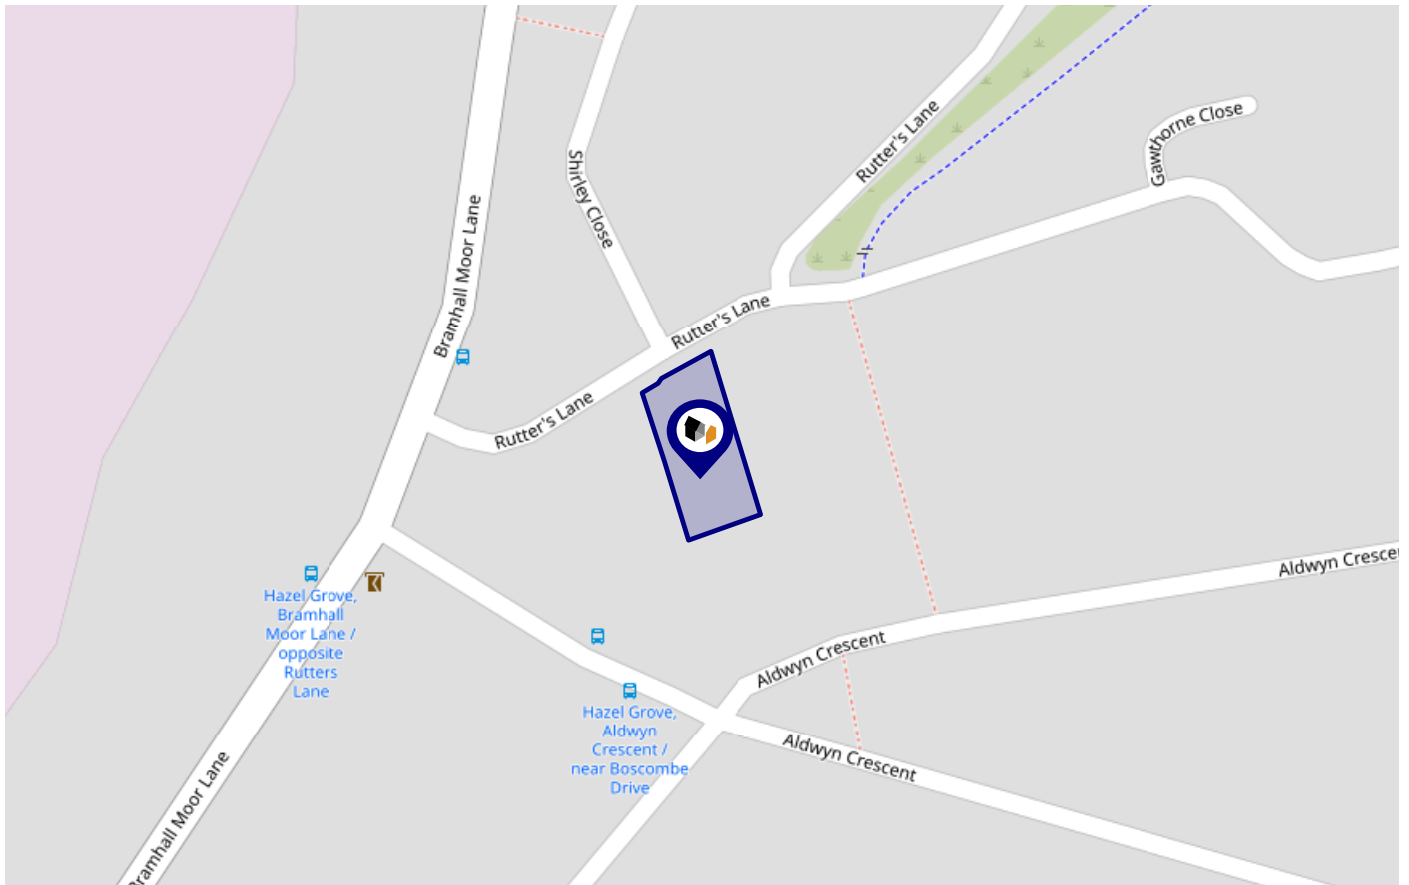 Rutter's Lane
Gawthorne Close
Shirley Close
Bramhall Moor Lane
Rutter's Lane
Rutter's Lane
Aldwyn Cresce
Hazel Grove,
Bramhall
Moor Lane /
opposite
Rutters
Lane
Aldwyn Crescent
Hazel Grove,
Aldwyn
Crescent /
near Boscombe
Drive
Aldwyn Crescent
Bramhall Moor Lane